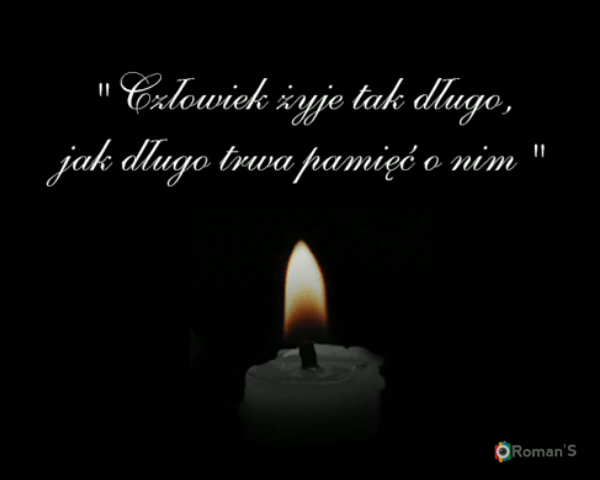 " Człowiek żyje tak długo,
jak długo trwa pamięć o nim "
Roman'S